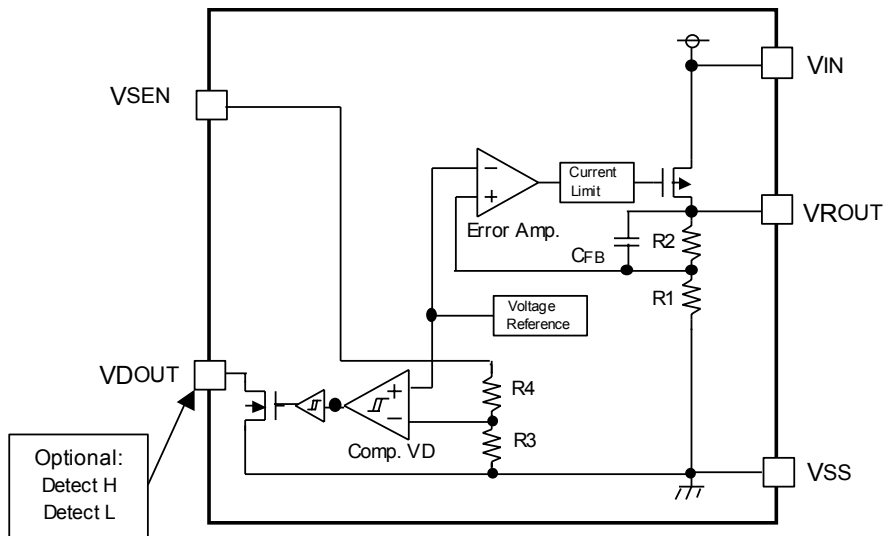 VIN
VSEN
Current
Limit
−
+
Error Amp.
VROUT
R2
CFB
R1
Voltage
Reference
VDOUT
R4
+
−
R3
Comp. VD
VSS
Optional:
Detect H
Detect L